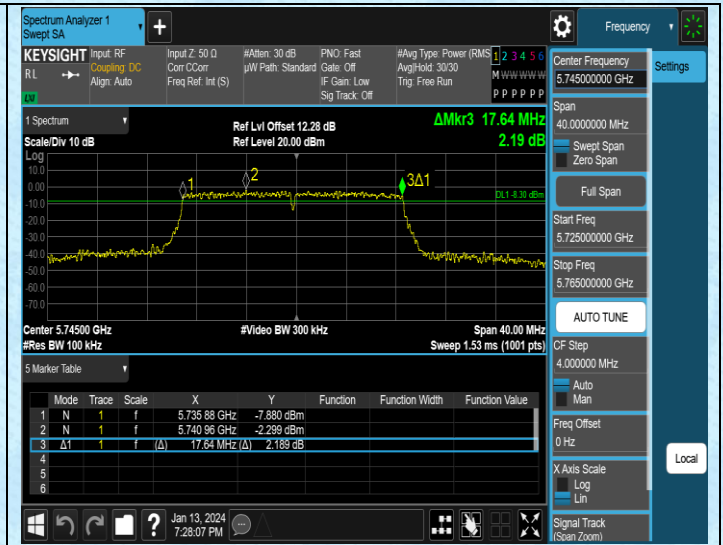 Spectrum Analyzer 1
Swept SA
+
Frequency
KEYSIGHT
RL
LXI
Input: RF
Coupling: DC
Align: Auto
Input Z: 50 Ω
Corr CCorr
Freq Ref: Int (S)
#Atten: 30 dB
µW Path: Standard
PNO: Fast
Gate: Off
IF Gain: Low
Sig Track: Off
#Avg Type: Power (RMS
Avg|Hold: 30/30
Trig: Free Run
1 2 3 4 5 6
M W W W W W
P P P P P P
1 Spectrum
Scale/Div 10 dB
Ref Lvl Offset 12.28 dB
Ref Level 20.00 dBm
ΔMkr3 17.64 MHz
2.19 dB
Log
10.0
0.00
-10.0
-20.0
-30.0
-40.0
-50.0
-60.0
-70.0
1
2
3Δ1
DL1 -8.30 dBm
Center 5.74500 GHz
#Res BW 100 kHz
#Video BW 300 kHz
Span 40.00 MHz
Sweep 1.53 ms (1001 pts)
5 Marker Table
Mode Trace Scale X Y Function Function Width Function Value
1 N 1 f 5.735 88 GHz -7.880 dBm
2 N 1 f 5.740 96 GHz -2.299 dBm
3 Δ1 1 f (Δ) 17.64 MHz (Δ) 2.189 dB
4
5
6
Jan 13, 2024
7:28:07 PM
Center Frequency
5.745000000 GHz
Span
40.0000000 MHz
Swept Span
Zero Span
Full Span
Start Freq
5.725000000 GHz
Stop Freq
5.765000000 GHz
AUTO TUNE
CF Step
4.000000 MHz
Auto
Man
Freq Offset
0 Hz
X Axis Scale
Log
Lin
Signal Track
(Span Zoom)
Settings
Local